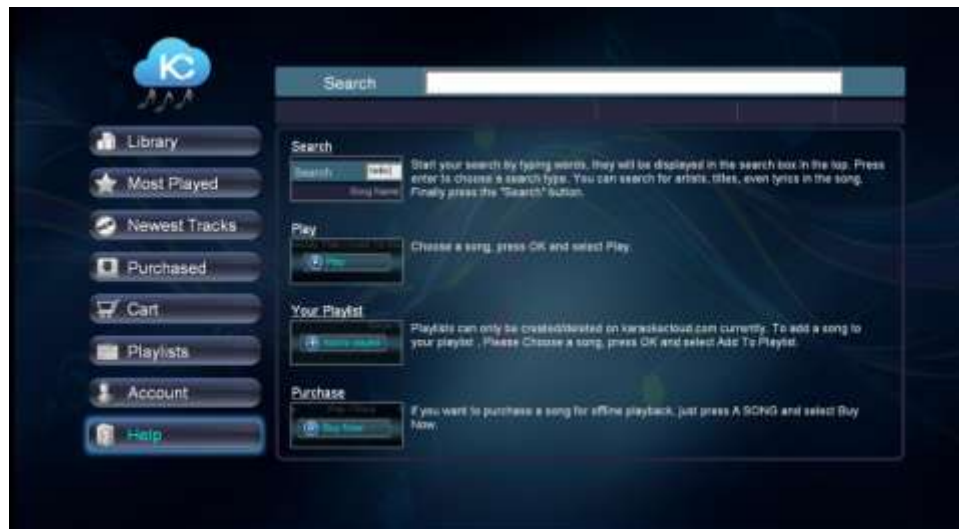 KC
Search
Library
Most Played
Newest Tracks
Purchased
Cart
Playlists
Account
Help
Search
Search
Song Name
Start your search by typing words, they will be displayed in the search box in the top. Press
enter to choose a search type. You can search for artists, titles, even lyrics in the song.
Finally press the "Search" button.
Play
Play
Choose a song, press OK and select Play.
Your Playlist
Playlists can only be created/deleted on karaokecloud.com currently. To add a song to
your playlist , Please Choose a song, press OK and select Add To Playlist.
Purchase
Buy Now
If you want to purchase a song for offline playback, just press A SONG and select Buy
Now.